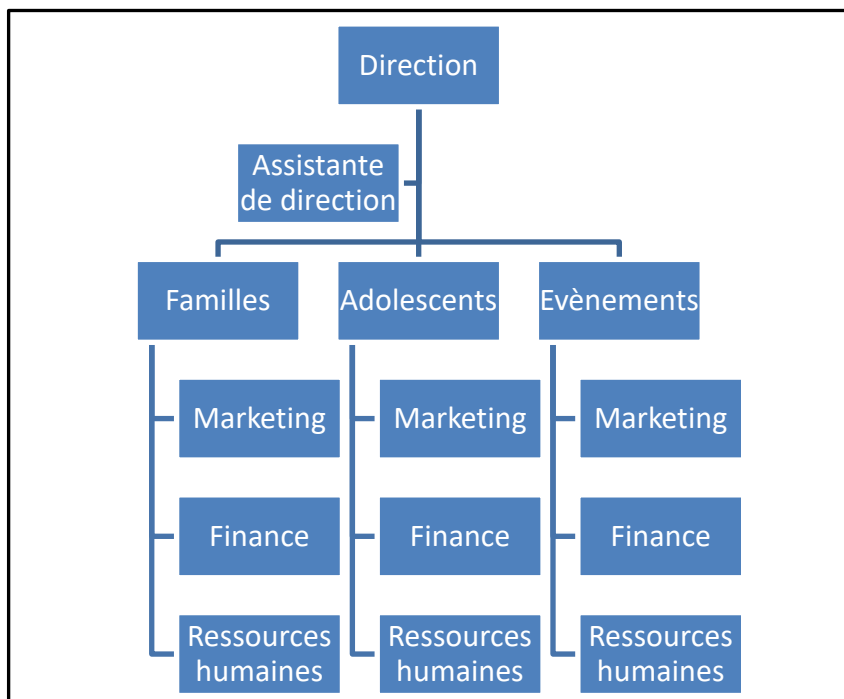 Direction
Assistante
de direction
Familles
Adolescents
Evènements
Marketing
Marketing
Marketing
Finance
Finance
Finance
Ressources
humaines
Ressources
humaines
Ressources
humaines